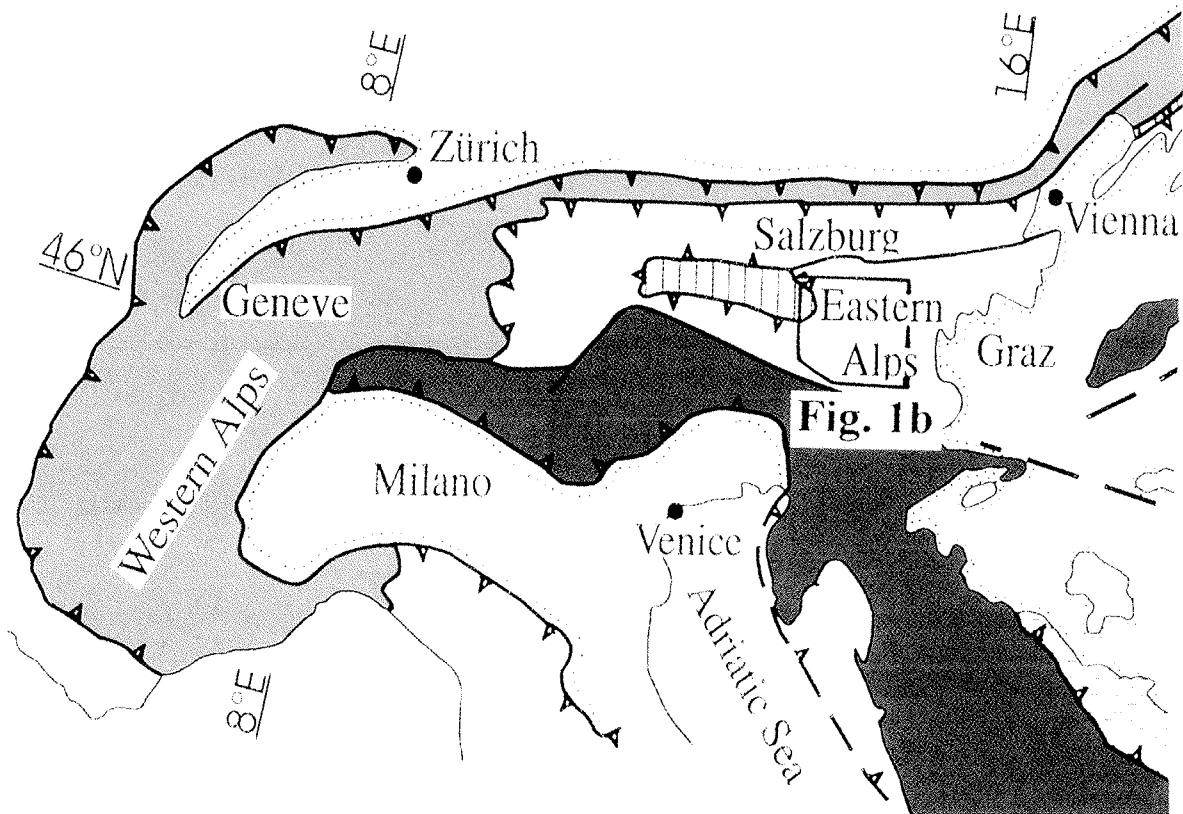 8°E
16°E
Zürich
Vienna
Salzburg
46°N
Geneve
Eastern
Alps
Graz
Fig. 1b
Western Alps
Milano
Venice
Adriatic Sea
8°E